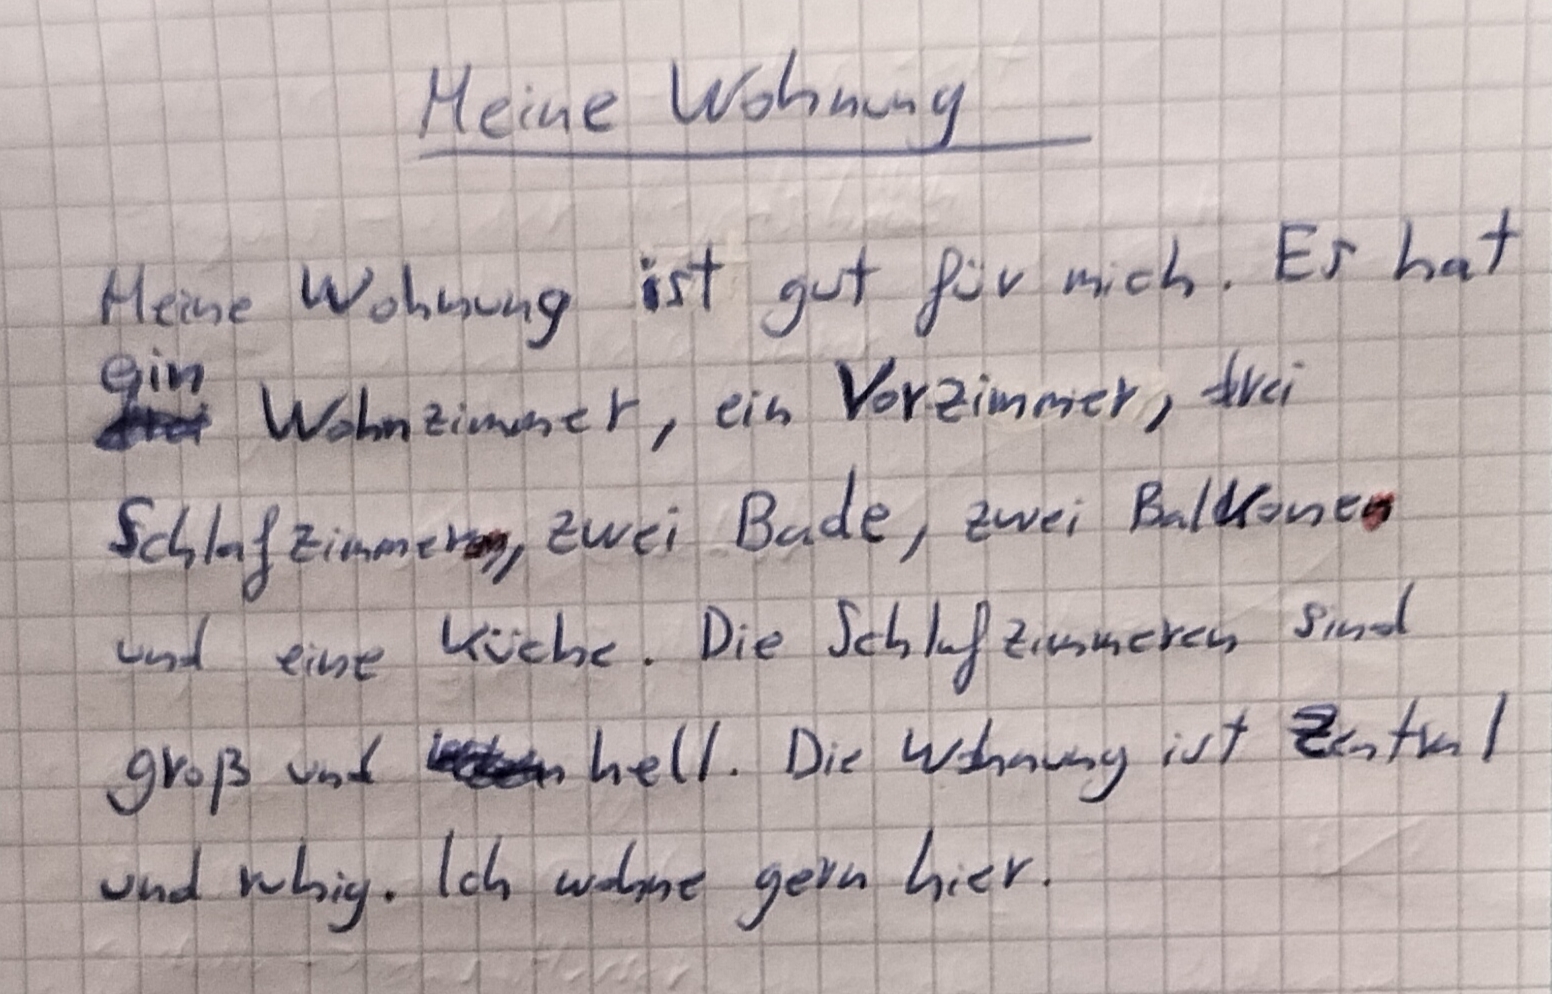 Meine Wohnung
Meine Wohnung ist gut für mich. Es hat
ein Wohnzimmer, ein Vorzimmer, drei
Schlafzimmer, zwei Bade, zwei Balkone
und eine Küche. Die Schlafzimmeren sind
groß und hell. Die Wohnung ist Zentral
und ruhig. Ich wohne gern hier.